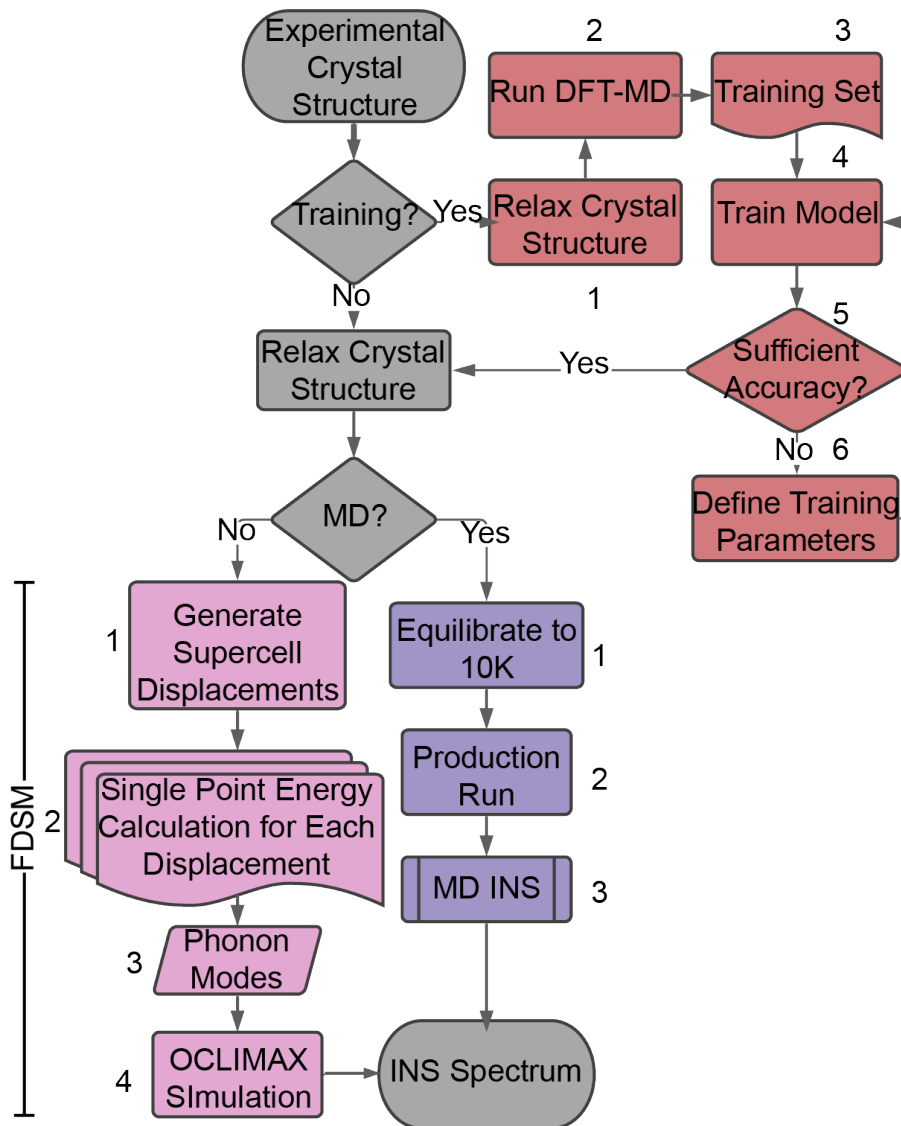 Experimental
Crystal
Structure
2
3
Run DFT-MD
Training Set
4
Training?
Yes
Relax Crystal
Structure
Train Model
1
No
5
Relax Crystal
Structure
Yes
Sufficient
Accuracy?
No
6
MD?
Define Training
Parameters
No
Yes
1
Generate
Supercell
Displacements
Equilibrate to
10K
1
FDSM
2
Single Point Energy
Calculation for Each
Displacement
Production
Run
2
MD INS
3
3
Phonon
Modes
4
OCLIMAX
SImulation
INS Spectrum